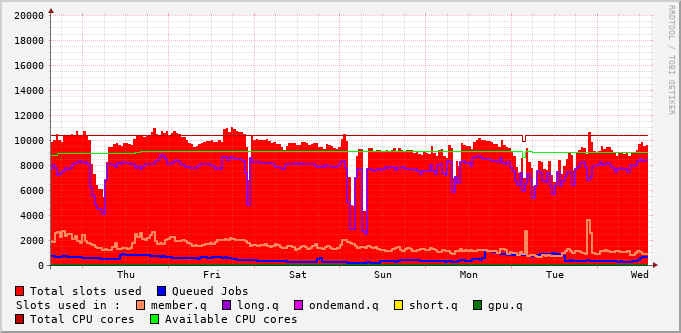 20000
18000
16000
14000
12000
10000
8000
6000
4000
2000
0
Thu Fri Sat Sun Mon Tue Wed
RRDTOOL / TOBI OETIKER
Total slots used Queued Jobs
Slots used in : member.q long.q ondemand.q short.q gpu.q
Total CPU cores Available CPU cores